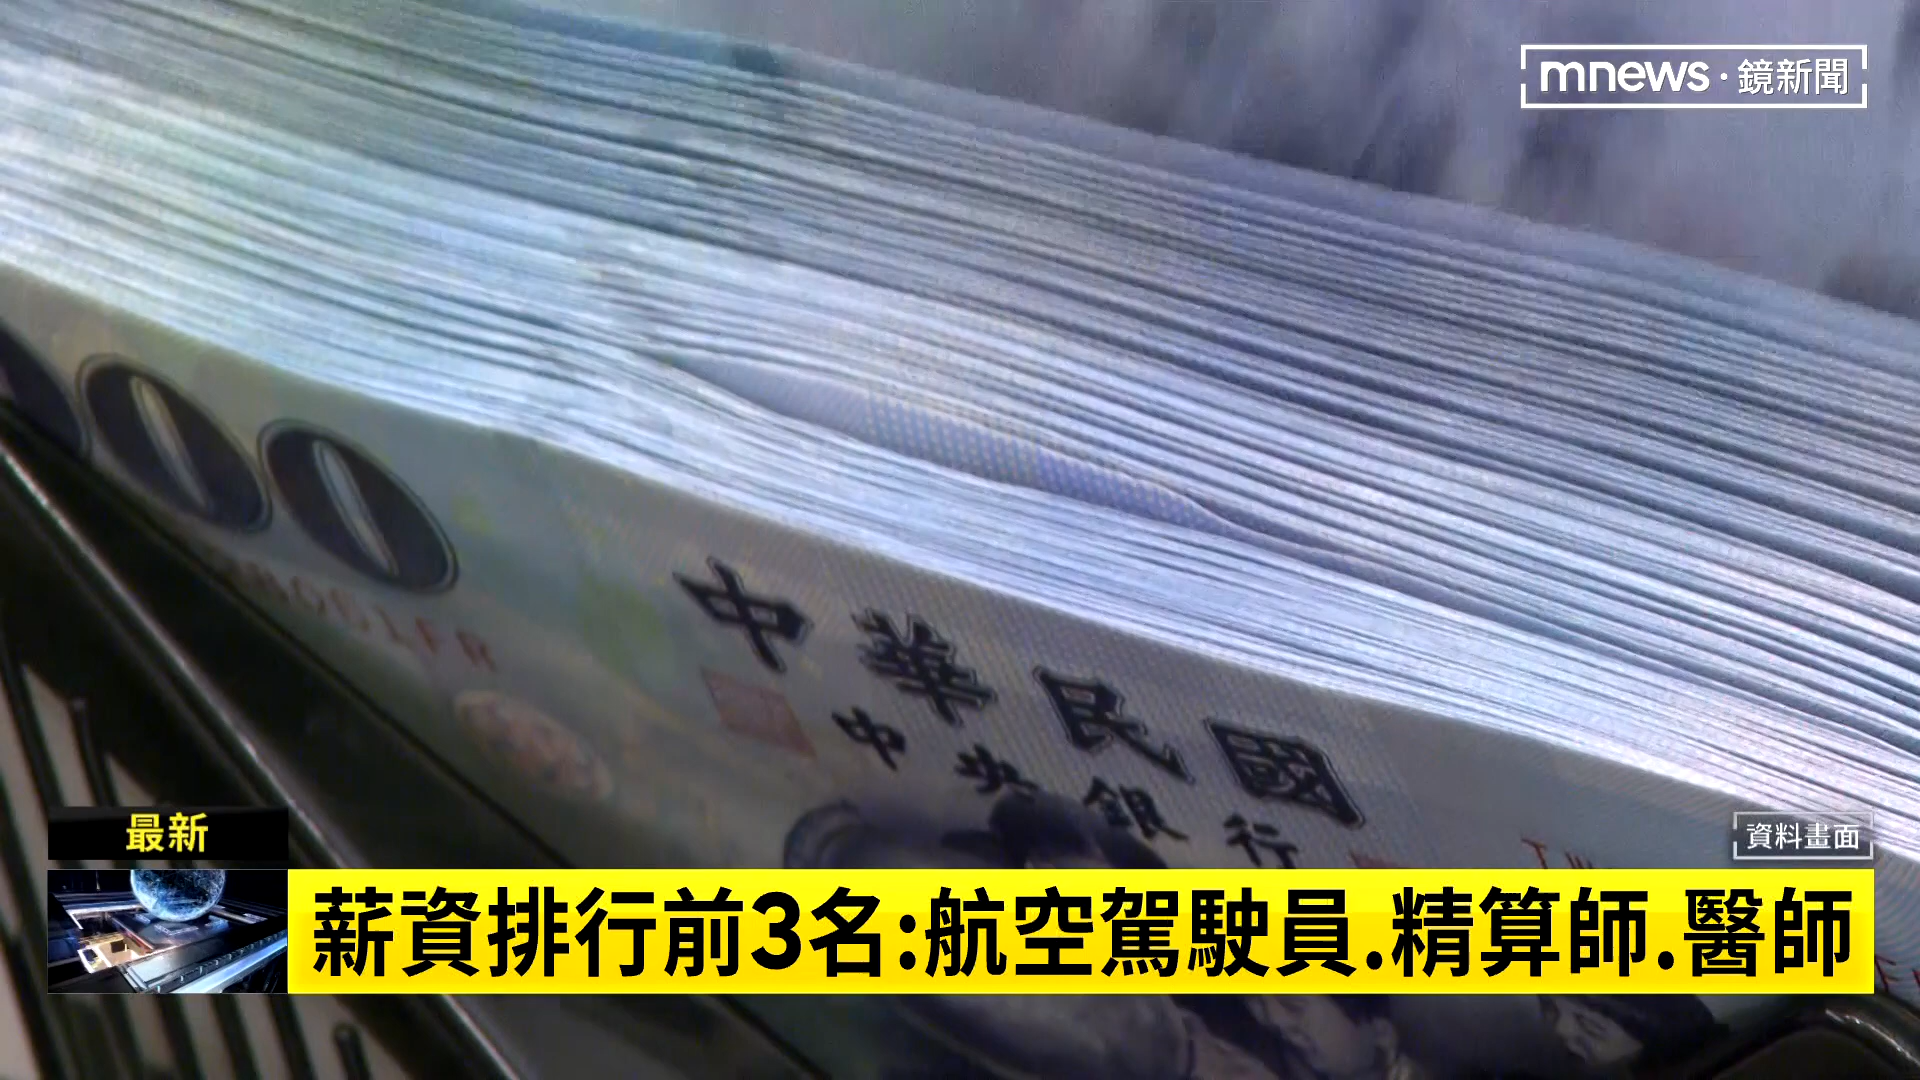 mnews·鏡新聞
00
中華民國
中央銀行
最新
資料畫面
薪資排行前3名:航空駕駛員.精算師.醫師